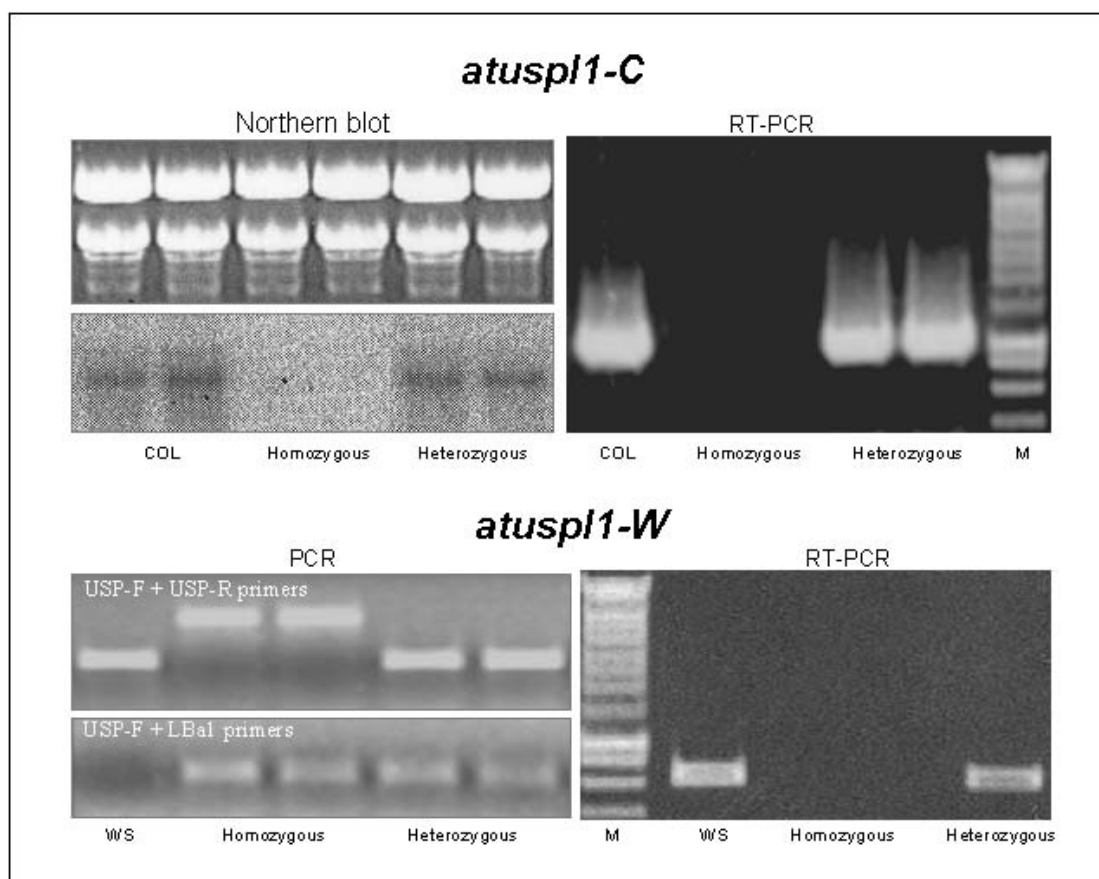 atuspl1-C
Northern blot
RT-PCR
COL Homozygous Heterozygous
COL Homozygous Heterozygous M
atuspl1-W
PCR
RT-PCR
USP-F + USP-R primers
USP-F + LBa1 primers
WS Homozygous Heterozygous
M WS Homozygous Heterozygous